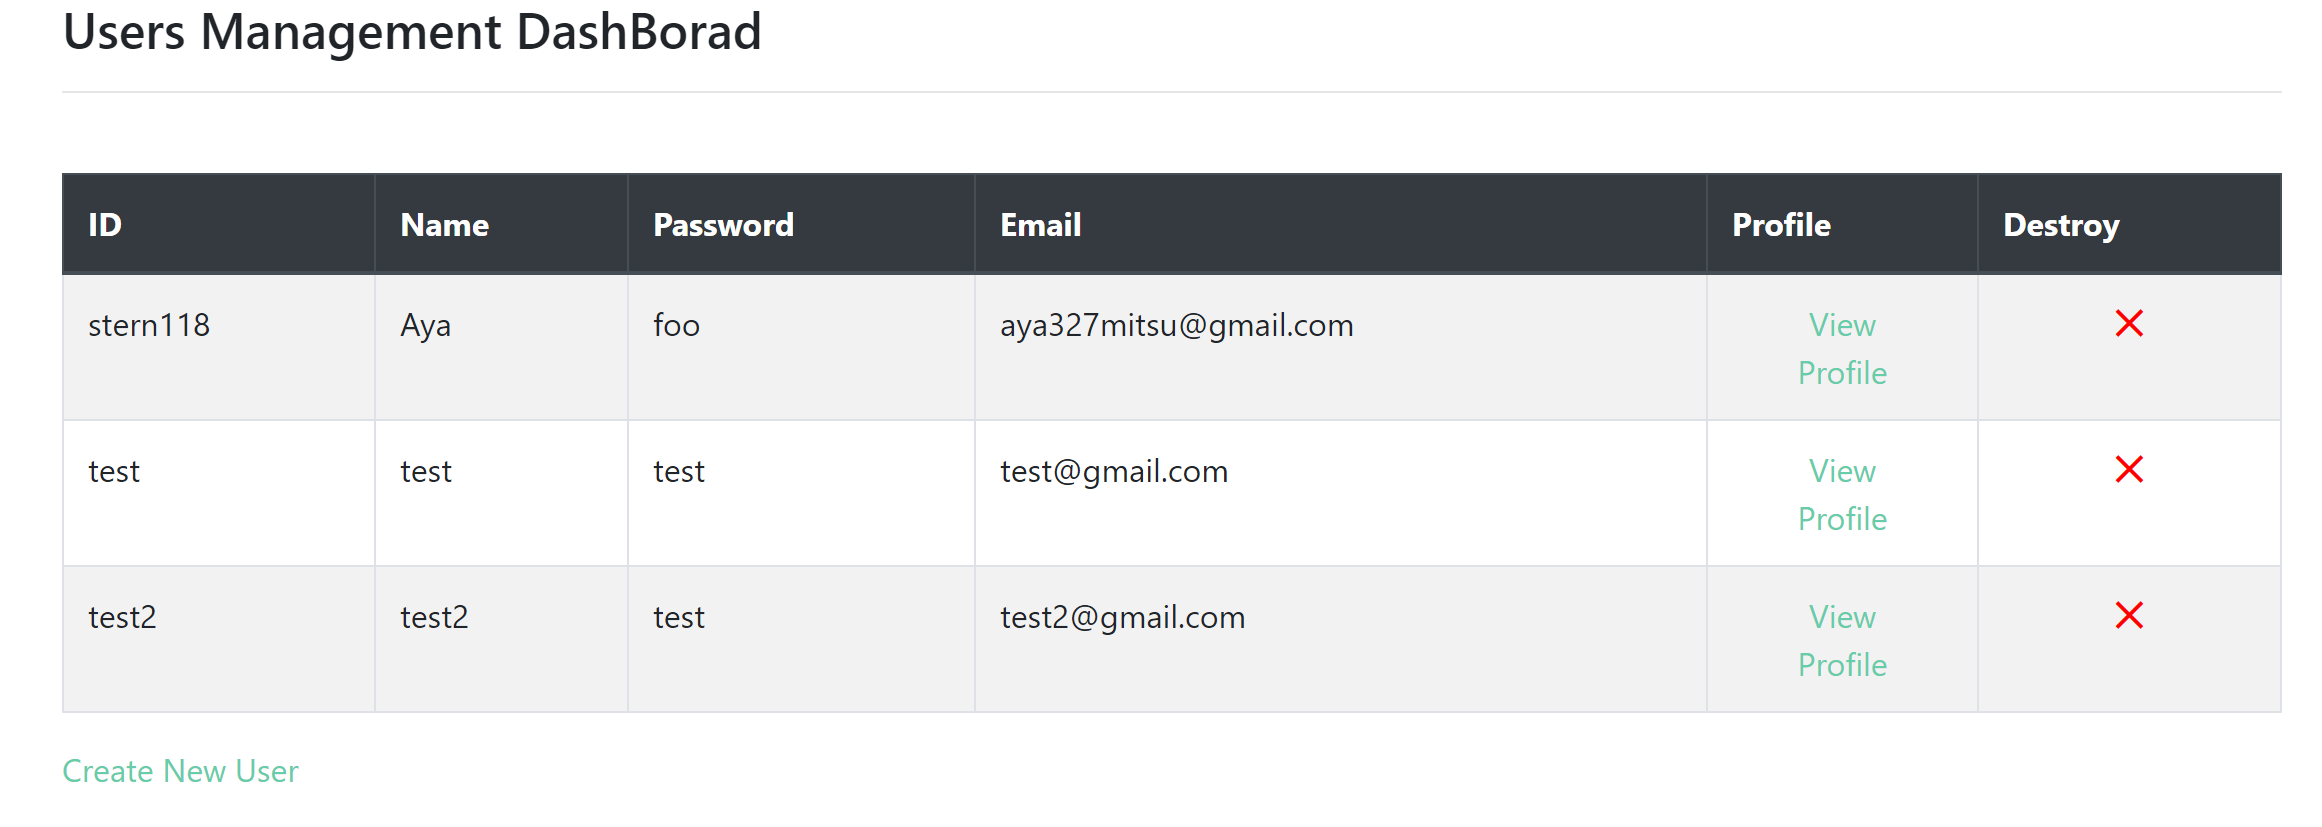 Users Management DashBorad
ID Name Password Email Profile Destroy
stern118 Aya foo aya327mitsu@gmail.com View
Profile
test test test test@gmail.com View
Profile
test2 test2 test test2@gmail.com View
Profile
Create New User